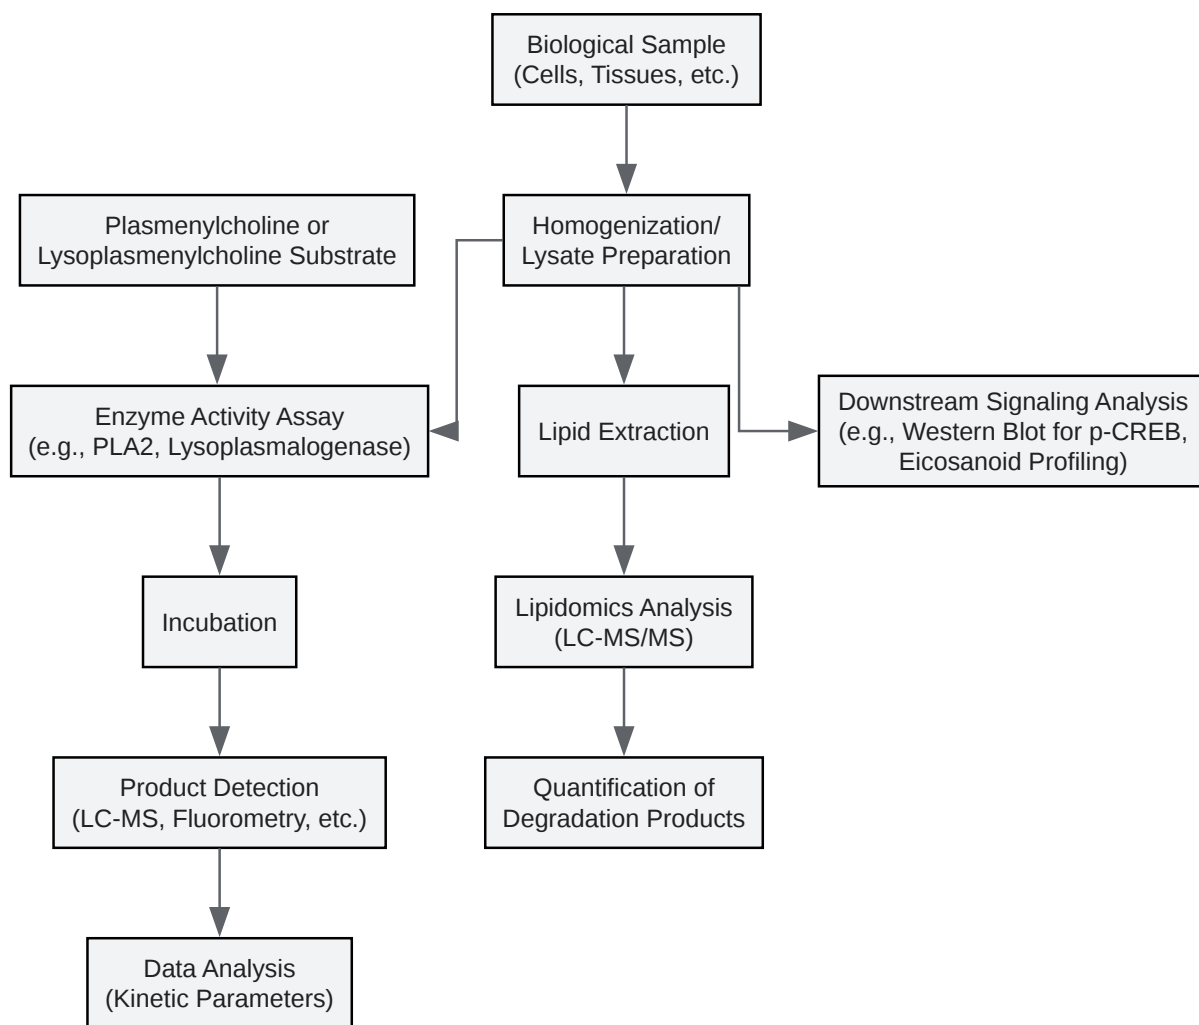 Biological Sample
(Cells, Tissues, etc.)
Plasmenylcholine or
Lysoplasmenylcholine Substrate
Homogenization/
Lysate Preparation
Enzyme Activity Assay
(e.g., PLA2, Lysoplasmalogenase)
Lipid Extraction
Downstream Signaling Analysis
(e.g., Western Blot for p-CREB,
Eicosanoid Profiling)
Incubation
Lipidomics Analysis
(LC-MS/MS)
Product Detection
(LC-MS, Fluorometry, etc.)
Quantification of
Degradation Products
Data Analysis
(Kinetic Parameters)